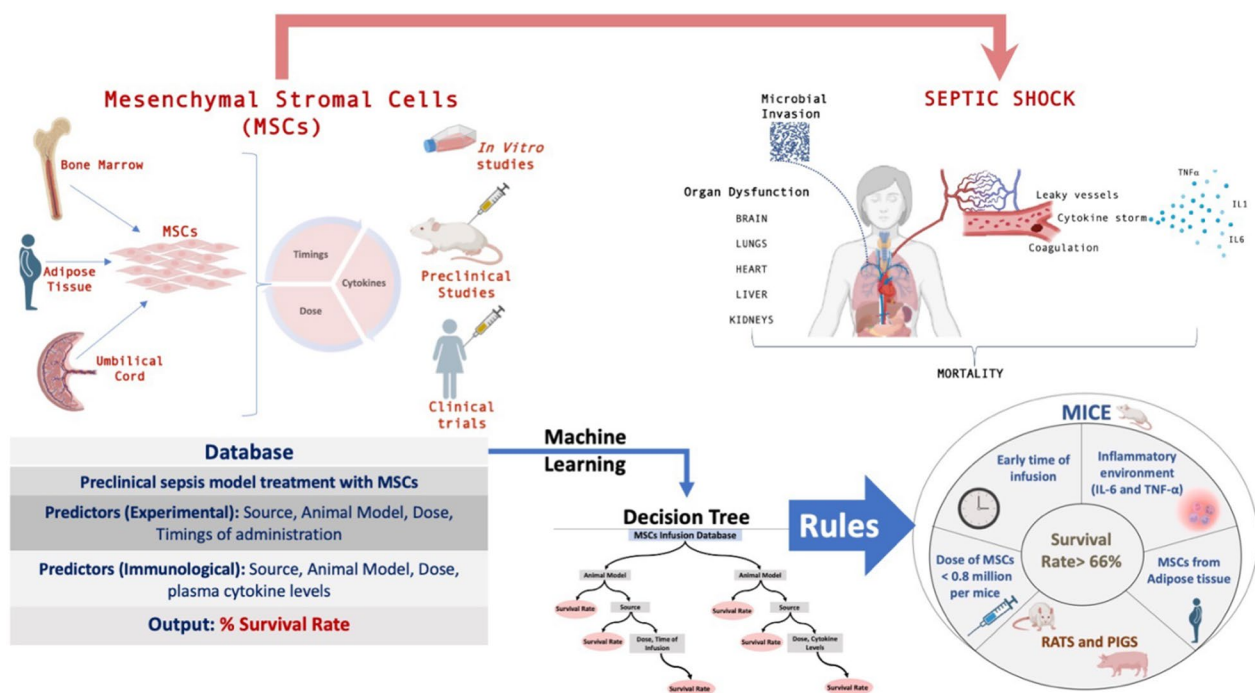 Mesenchymal Stromal Cells
(MSCs)
Bone Marrow
MSCs
Adipose
Tissue
Umbilical
Cord
Timings
Cytokines
Dose
In Vitro
studies
Preclinical
Studies
Clinical
trials
SEPTIC SHOCK
Microbial
Invasion
Organ Dysfunction
BRAIN
LUNGS
HEART
LIVER
KIDNEYS
Leaky vessels
Cytokine storm
Coagulation
TNFα
IL1
IL6
MORTALITY
Database
Preclinical sepsis model treatment with MSCs
Predictors (Experimental): Source, Animal Model, Dose,
Timings of administration
Predictors (Immunological): Source, Animal Model, Dose,
plasma cytokine levels
Output: % Survival Rate
Machine
Learning
Decision Tree
MSCs Infusion Database
Animal Model
Animal Model
Survival Rate
Source
Survival Rate
Source
Survival Rate
Dose, Time of
Infusion
Survival Rate
Dose, Cytokine
Levels
Survival Rate
Survival Rate
Rules
MICE
Early time of
infusion
Inflammatory
environment
(IL-6 and TNF-α)
Survival
Rate> 66%
Dose of MSCs
< 0.8 million
per mice
MSCs from
Adipose tissue
RATS and PIGS